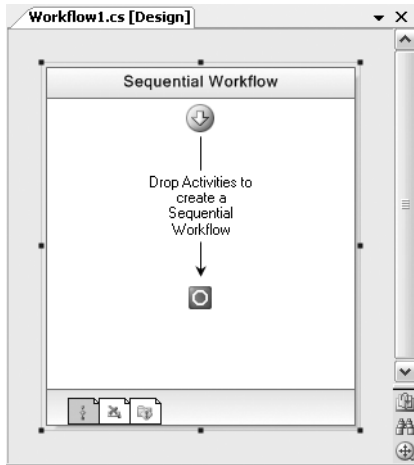 Workflow1.cs [Design]
Sequential Workflow
Drop Activities to
create a
Sequential
Workflow